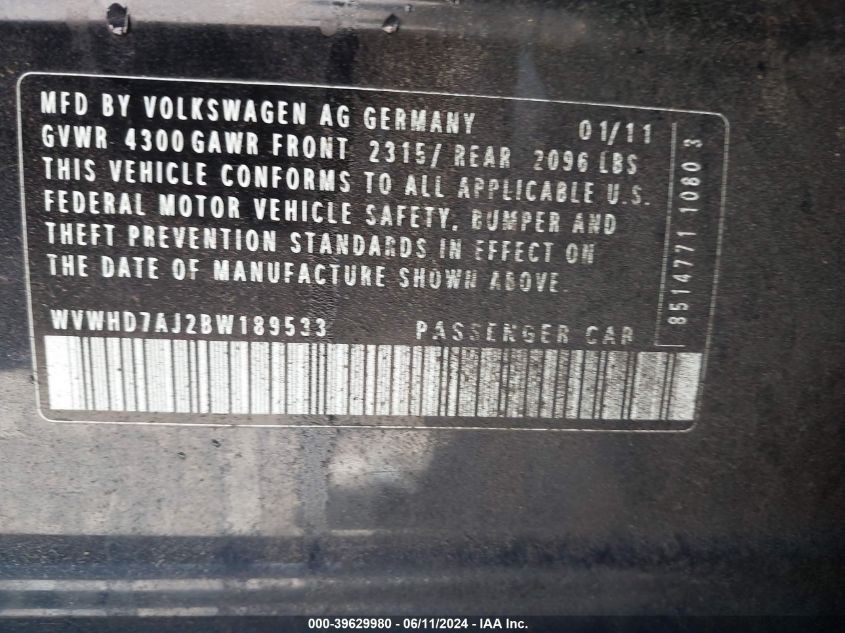 MFD BY VOLKSWAGEN AG GERMANY 01/11
GVWR 4300 GAWR FRONT 2315/ REAR 2096 LBS
THIS VEHICLE CONFORMS TO ALL APPLICABLE U.S.
FEDERAL MOTOR VEHICLE SAFETY, BUMPER AND
THEFT PREVENTION STANDARDS IN EFFECT ON
THE DATE OF MANUFACTURE SHOWN ABOVE.
WVWHD7AJ2BW189533 PASSENGER CAR
8514771 1080 3
000-39629980 - 06/11/2024 - IAA Inc.